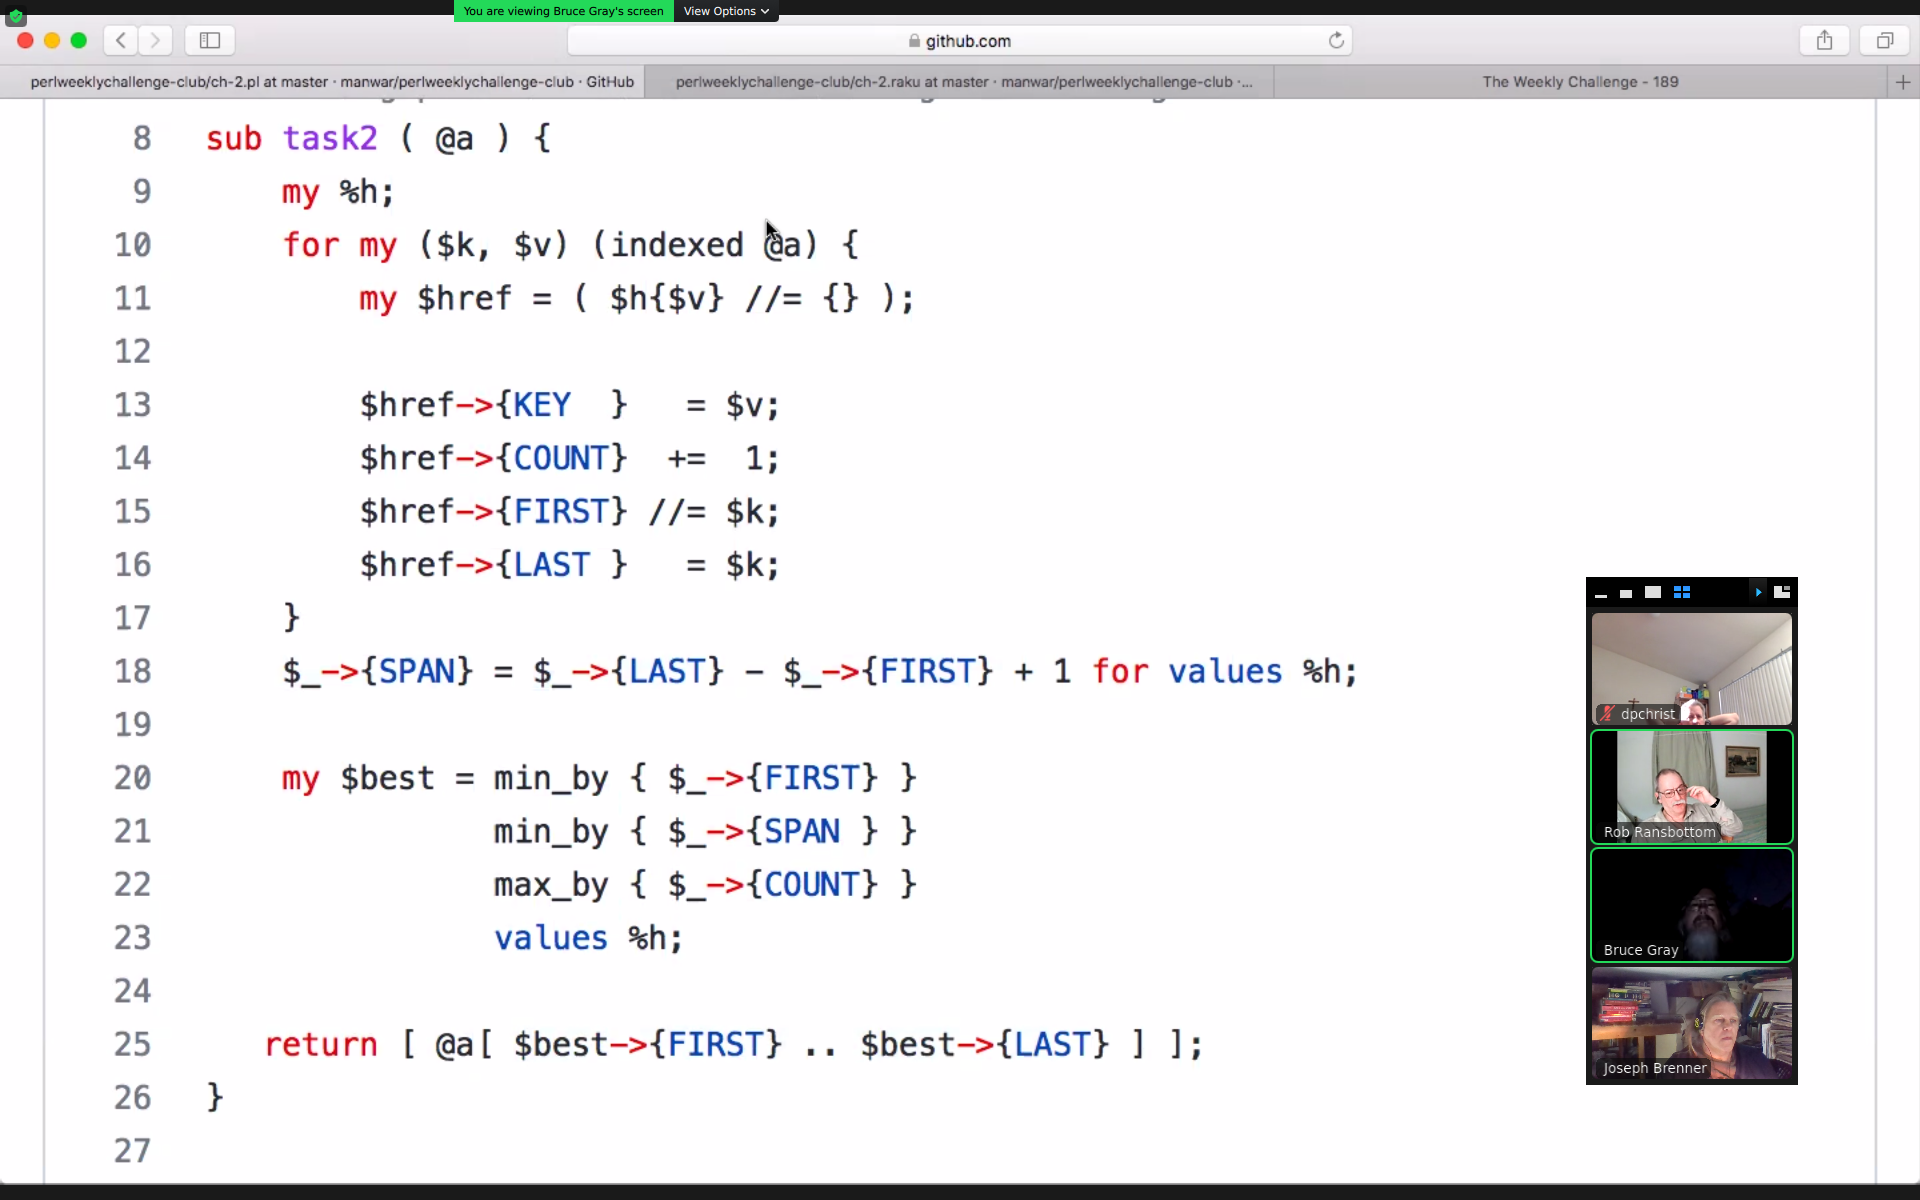 You are viewing Bruce Gray's screen View Options
github.com
perlweeklychallenge-club/ch-2.pl at master · manwar/perlweeklychallenge-club · GitHub
perlweeklychallenge-club/ch-2.raku at master · manwar/perlweeklychallenge-club ·...
The Weekly Challenge - 189
8 sub task2 ( @a ) {
9 my %h;
10 for my ($k, $v) (indexed @a) {
11 my $href = ( $h{$v} //= {} );
12
13 $href->{KEY  }   = $v;
14 $href->{COUNT}  +=  1;
15 $href->{FIRST} //= $k;
16 $href->{LAST }   = $k;
17 }
18 $_->{SPAN} = $_->{LAST} - $_->{FIRST} + 1 for values %h;
19
20 my $best = min_by { $_->{FIRST} }
21 min_by { $_->{SPAN } }
22 max_by { $_->{COUNT} }
23 values %h;
24
25 return [ @a[ $best->{FIRST} .. $best->{LAST} ] ];
26 }
27
dpchrist
Rob Ransbottom
Bruce Gray
Joseph Brenner